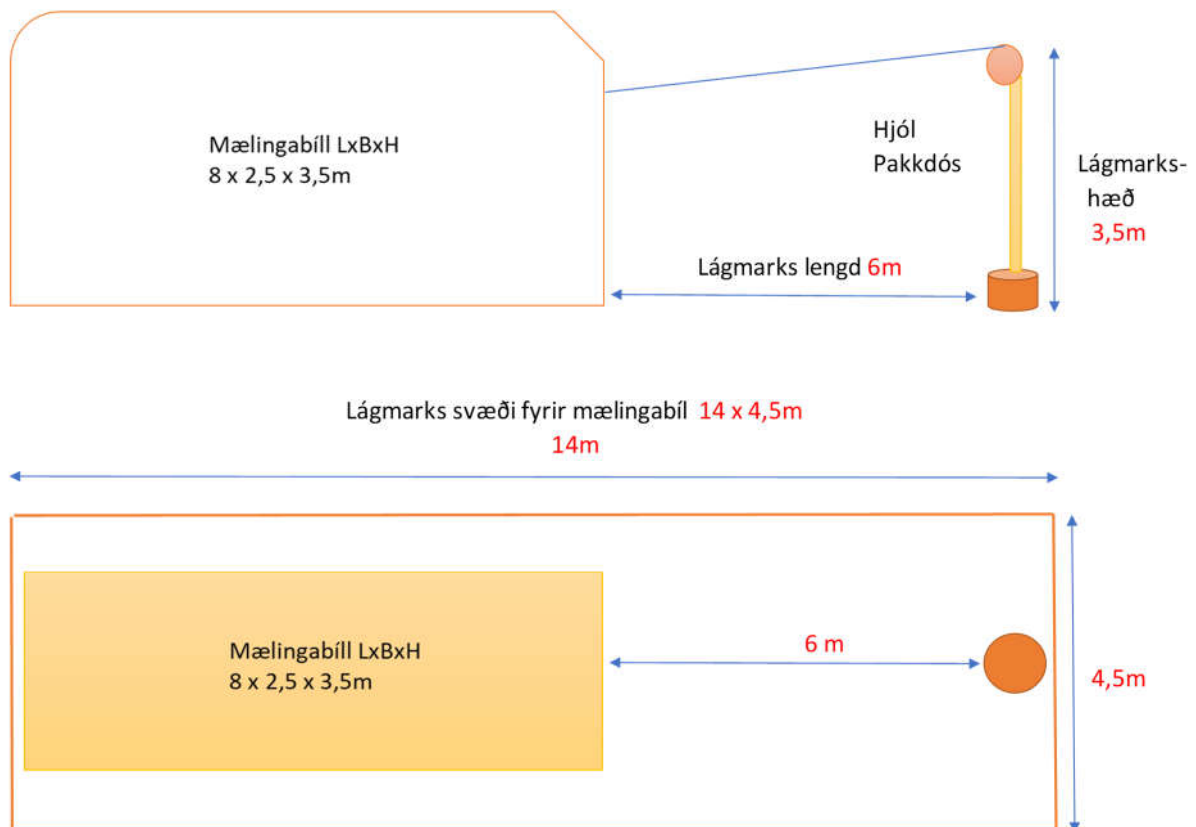 Mælingabíll LxBxH
8 x 2,5 x 3,5m
Hjól
Pakkdós
Lágmarks-
hæð
3,5m
Lágmarks lengd 6m
Lágmarks svæði fyrir mælingabíl 14 x 4,5m
14m
Mælingabíll LxBxH
8 x 2,5 x 3,5m
6 m
4,5m